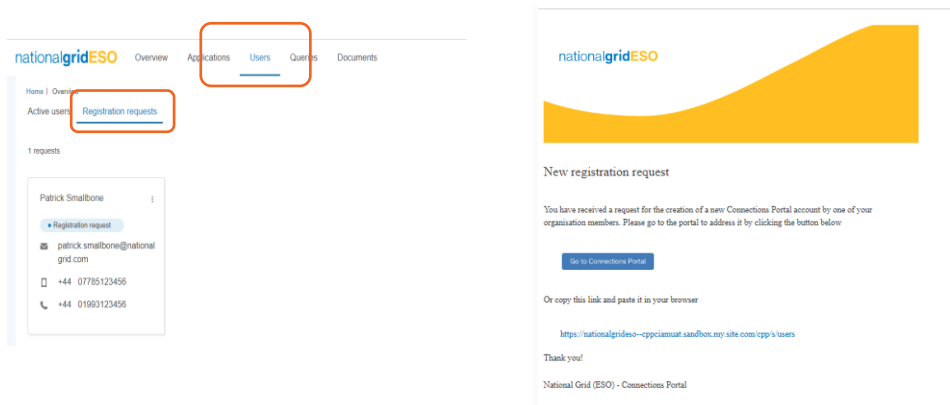 nationalgridESO Overview Applications Users Queries Documents
Home | Overview
Active users Registration requests
1 requests
Patrick Smallbone
Registration request
patrick.smallbone@national
grid.com
+44 07785123456
+44 01993123456
nationalgridESO
New registration request
You have received a request for the creation of a new Connections Portal account by one of your
organisation members. Please go to the portal to address it by clicking the button below
Go to Connections Portal
Or copy this link and paste it in your browser
https://nationalgrideso--cppciamuat.sandbox.my.site.com/cpp/s/users
Thank you!
National Grid (ESO) - Connections Portal